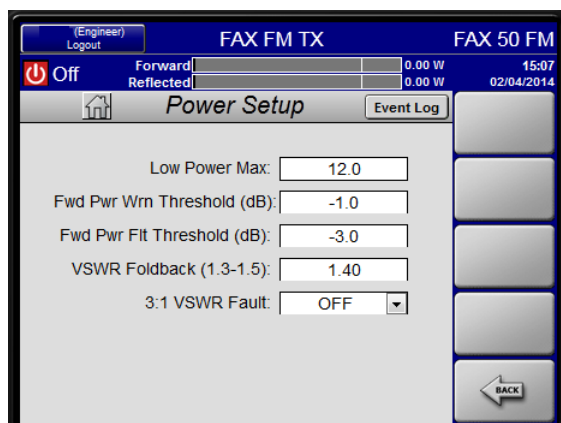 (Engineer)
Logout
FAX FM TX
FAX 50 FM
Off
Forward
0.00 W
Reflected
0.00 W
15:07
02/04/2014
Power Setup
Event Log
Low Power Max: 12.0
Fwd Pwr Wrn Threshold (dB): -1.0
Fwd Pwr Flt Threshold (dB): -3.0
VSWR Foldback (1.3-1.5): 1.40
3:1 VSWR Fault: OFF
BACK